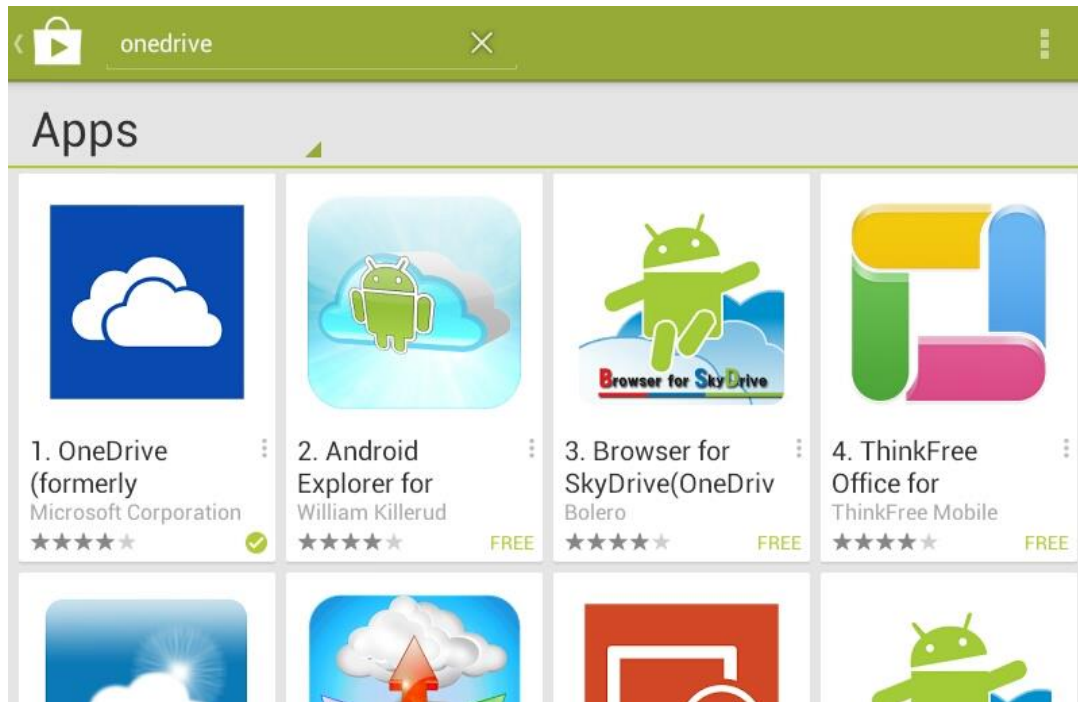 onedrive
Apps
1. OneDrive
(formerly
Microsoft Corporation
2. Android
Explorer for
William Killerud
FREE
Browser for SkyDrive
3. Browser for
SkyDrive(OneDriv
Bolero
FREE
4. ThinkFree
Office for
ThinkFree Mobile
FREE